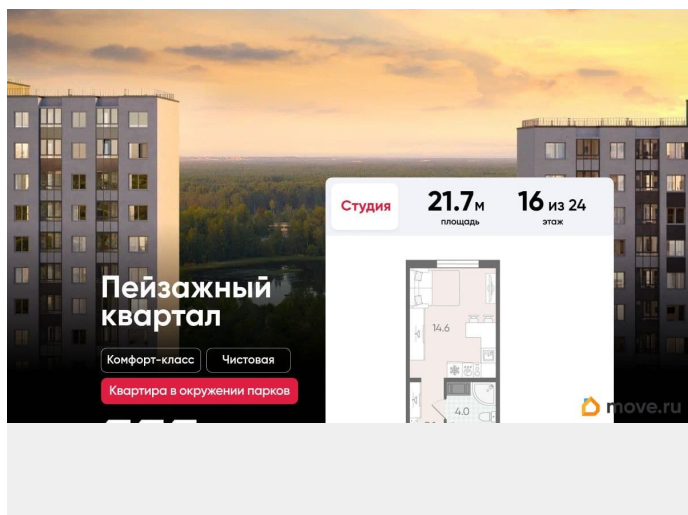 Студия
21.7м
площадь
16 из 24
этаж
Пейзажный
квартал
14.6
Комфорт-класс
Чистовая
Квартира в окружении парков
4.0
move.ru